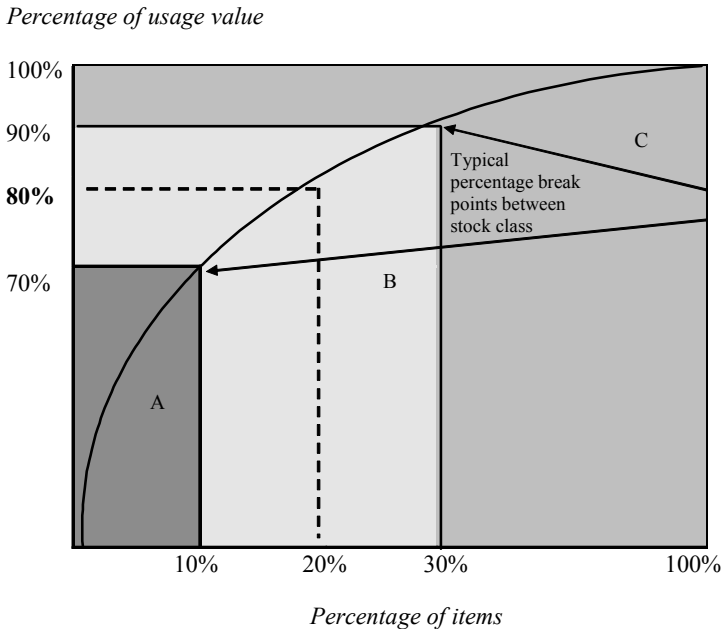 Percentage of usage value
100%
90%
C
Typical
percentage break
points between
stock class
80%
70%
B
A
10%
20%
30%
100%
Percentage of items